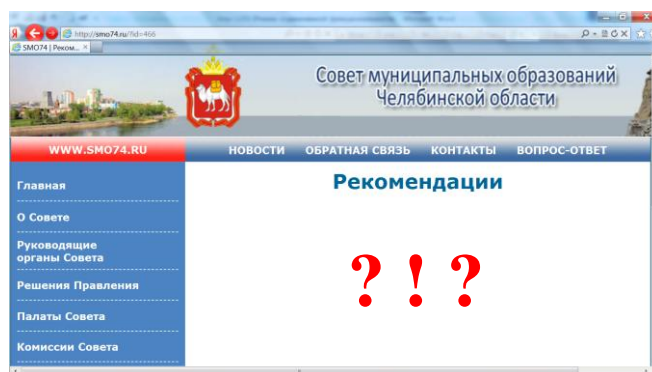 http://smo74.ru/?id=466
SMO74 | Реком...
Совет муниципальных образований
Челябинской области
WWW.SMO74.RU
НОВОСТИ ОБРАТНАЯ СВЯЗЬ КОНТАКТЫ ВОПРОС-ОТВЕТ
Главная
Рекомендации
О Совете
Руководящие
органы Совета
? ! ?
Решения Правления
Палаты Совета
Комиссии Совета